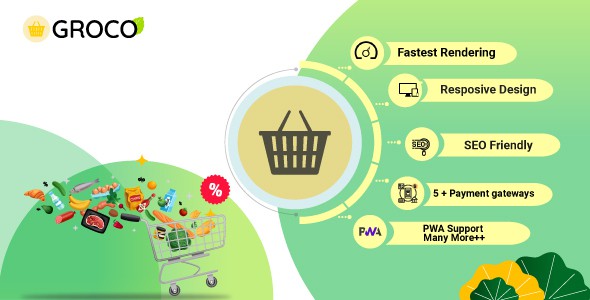 GROCO
Fastest Rendering
Resposive Design
SEO
SEO Friendly
5 + Payment gateways
PWA
PWA Support
Many More++
%